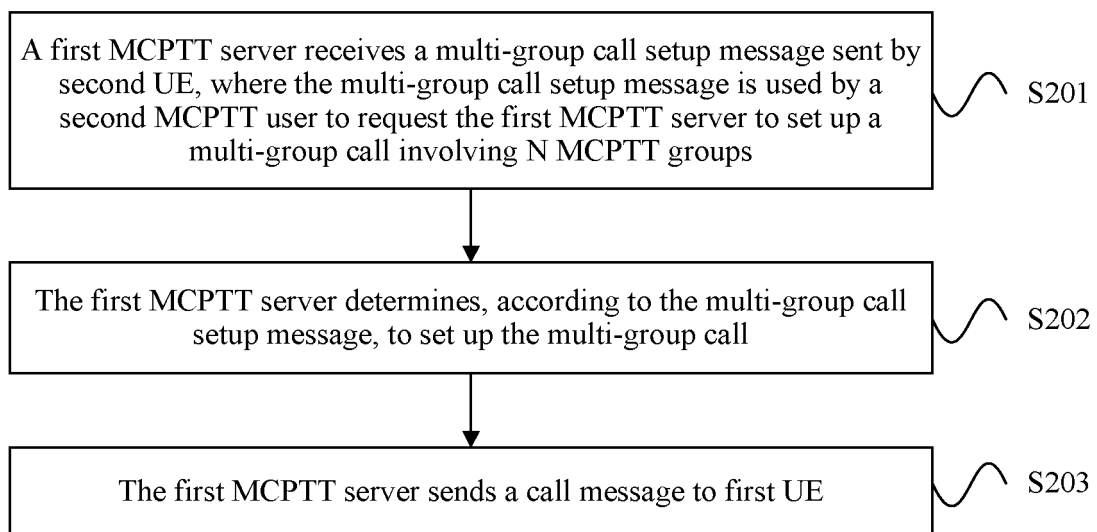 A first MCPTT server receives a multi-group call setup message sent by
second UE, where the multi-group call setup message is used by a
second MCPTT user to request the first MCPTT server to set up a
multi-group call involving N MCPTT groups
S201
The first MCPTT server determines, according to the multi-group call
setup message, to set up the multi-group call
S202
The first MCPTT server sends a call message to first UE
S203